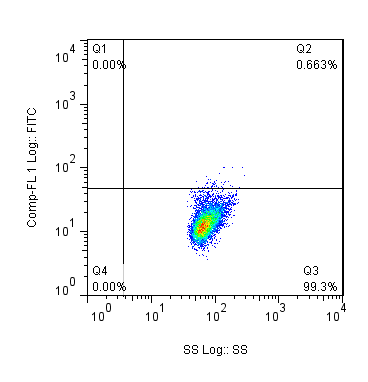 Q1 Q2
0.00% 0.663%
10^4
10^3
10^2
10^1
10^0
Comp-FL 1 Log:: FITC
Q4 Q3
0.00% 99.3%
10^0 10^1 10^2 10^3 10^4
SS Log:: SS